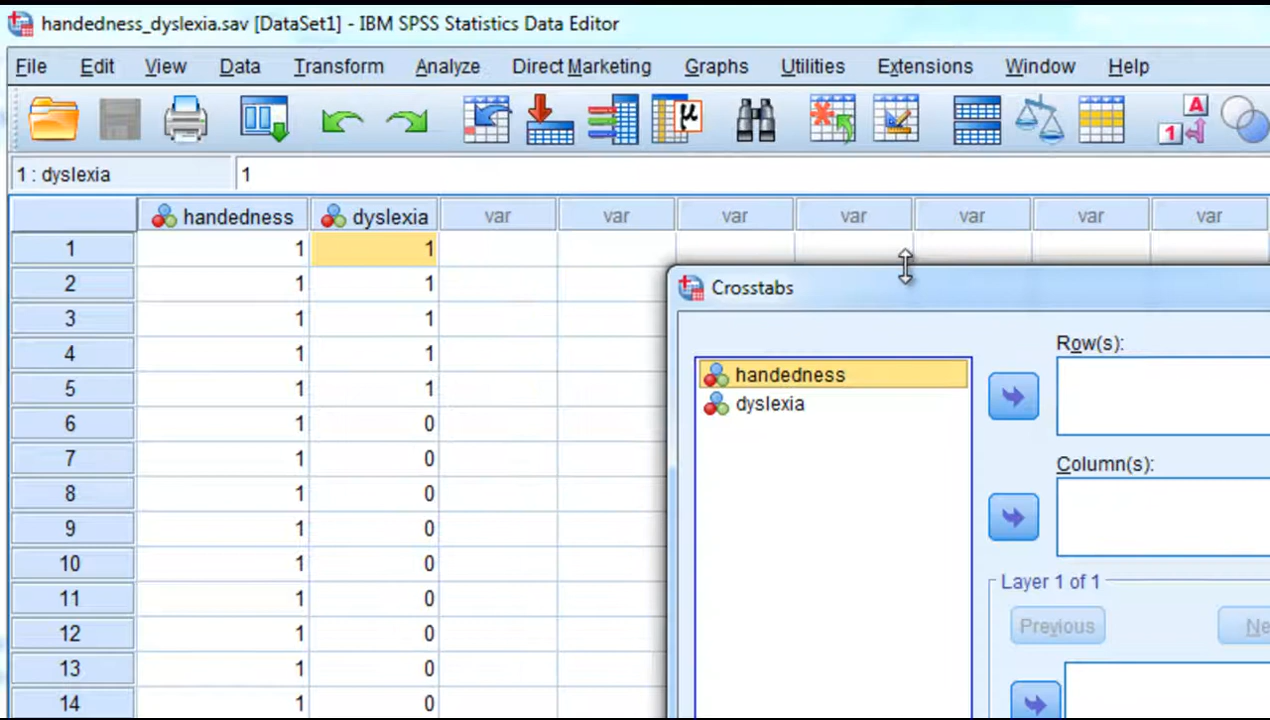 handedness_dyslexia.sav [DataSet1] - IBM SPSS Statistics Data Editor
File Edit View Data Transform Analyze Direct Marketing Graphs Utilities Extensions Window Help
μ A 1
1 : dyslexia 1
handedness dyslexia var var var var var var var
1 1 1
2 1 1
Crosstabs
3 1 1
Row(s):
4 1 1
handedness
5 1 1
dyslexia
6 1 0
7 1 0
Column(s):
8 1 0
9 1 0
10 1 0
Layer 1 of 1
11 1 0
12 1 0
Previous Ne
13 1 0
14 1 0